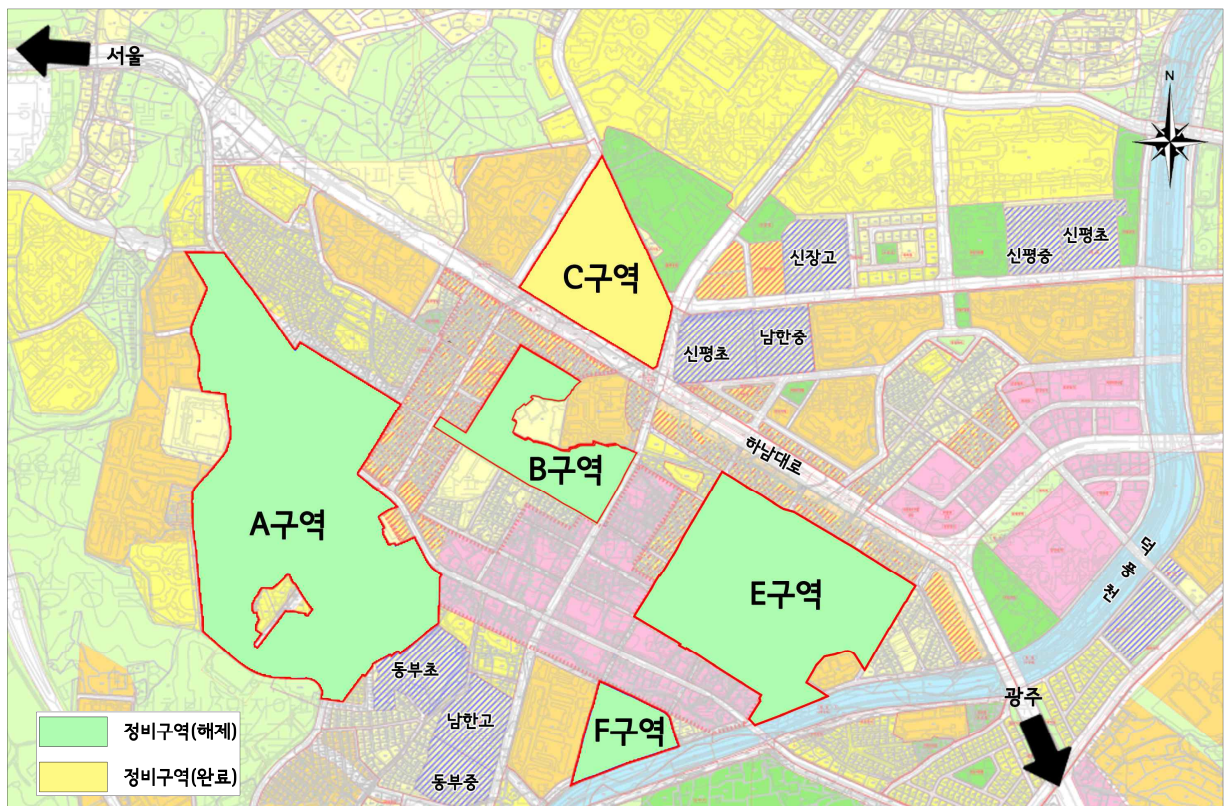 서울
N
C구역
신장고
신평중
신평초
신평초
남한중
하남대로
B구역
A구역
E구역
덕풍천
동부초
광주
남한고
F구역
동부중
정비구역(해제)
정비구역(완료)